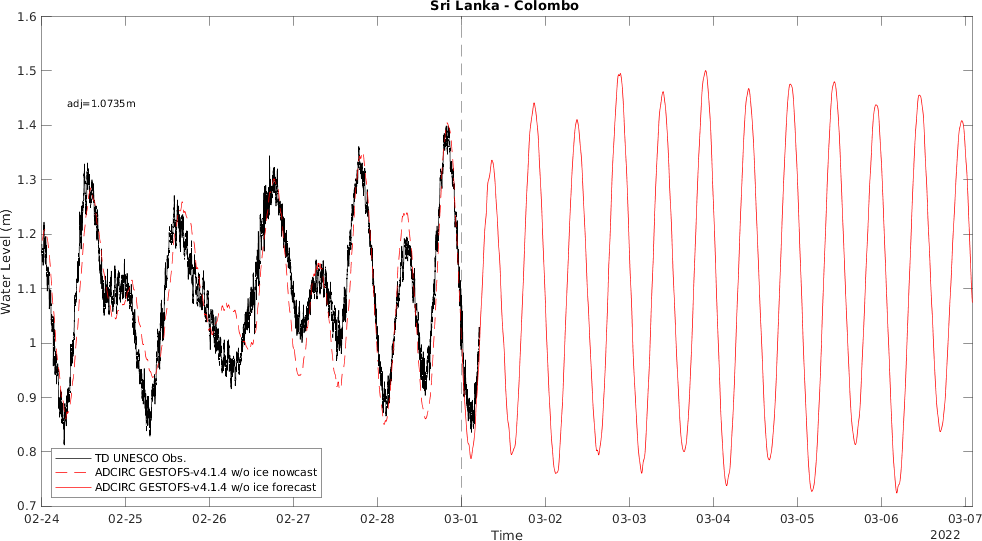 Sri Lanka - Colombo
1.6
1.5
adj=1.0735m
1.4
1.3
1.2
Water Level (m)
1.1
1
0.9
0.8
TD UNESCO Obs.
ADCIRC GESTOFS-v4.1.4 w/o ice nowcast
ADCIRC GESTOFS-v4.1.4 w/o ice forecast
0.7
02-24 02-25 02-26 02-27 02-28 03-01 03-02 03-03 03-04 03-05 03-06 03-07
Time
2022